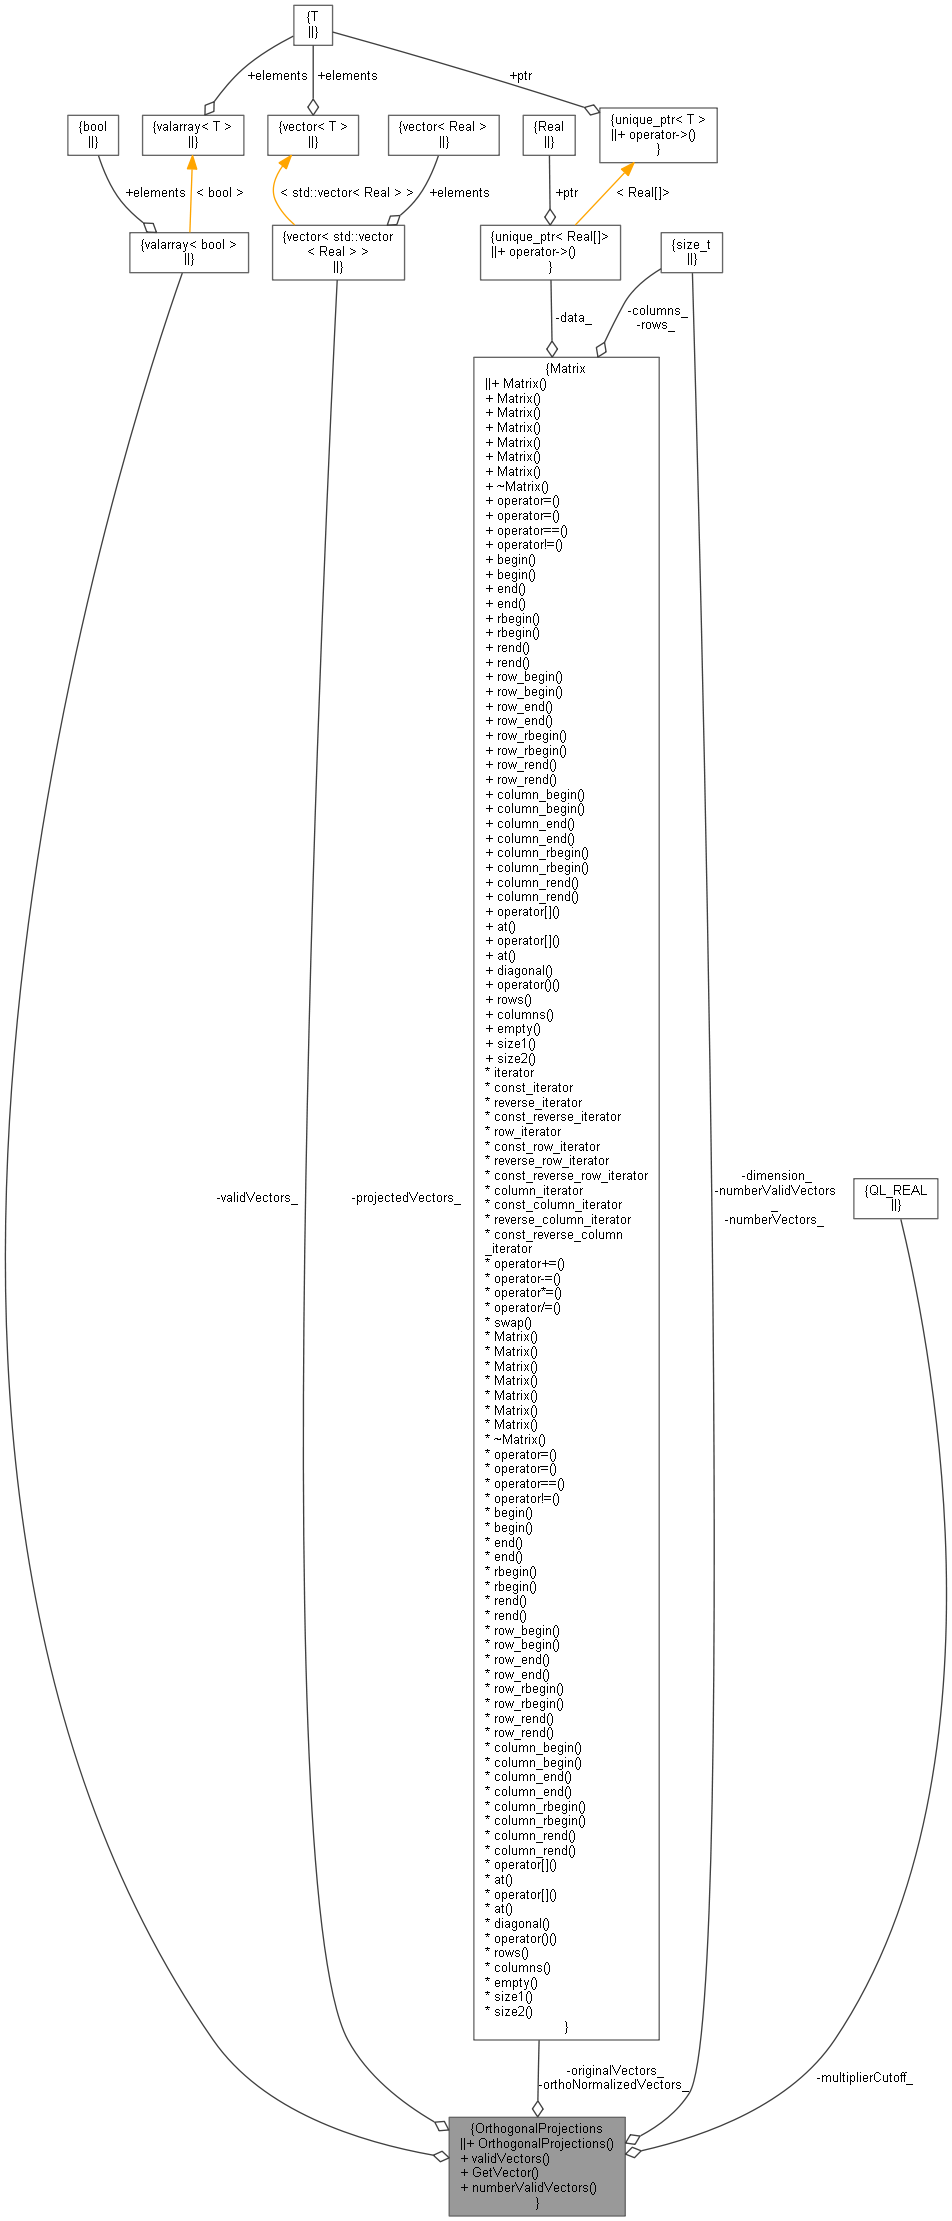 {T
||}
+elements
+elements
+ptr
{bool
||}
{valarray< T >
||}
{vector< T >
||}
{vector< Real >
||}
{Real
||}
{unique_ptr< T >
||+ operator->()
}
+elements
< bool >
< std::vector< Real > >
+elements
+ptr
< Real[]>
{valarray< bool >
||}
{vector< std::vector
< Real > >
||}
{unique_ptr< Real[]>
||+ operator->()
}
{size_t
||}
-data_
-columns_
-rows_
{Matrix
||+ Matrix()
+ Matrix()
+ Matrix()
+ Matrix()
+ Matrix()
+ Matrix()
+ Matrix()
+ ~Matrix()
+ operator=()
+ operator=()
+ operator==()
+ operator!=()
+ begin()
+ begin()
+ end()
+ end()
+ rbegin()
+ rbegin()
+ rend()
+ rend()
+ row_begin()
+ row_begin()
+ row_end()
+ row_end()
+ row_rbegin()
+ row_rbegin()
+ row_rend()
+ row_rend()
+ column_begin()
+ column_begin()
+ column_end()
+ column_end()
+ column_rbegin()
+ column_rbegin()
+ column_rend()
+ column_rend()
+ operator[]()
+ at()
+ operator[]()
+ at()
+ diagonal()
+ operator()()
+ rows()
+ columns()
+ empty()
+ size1()
+ size2()
* iterator
* const_iterator
* reverse_iterator
* const_reverse_iterator
* row_iterator
* const_row_iterator
* reverse_row_iterator
* const_reverse_row_iterator
* column_iterator
* const_column_iterator
* reverse_column_iterator
* const_reverse_column
_iterator
* operator+=()
* operator-=()
* operator*=()
* operator/=()
* swap()
* Matrix()
* Matrix()
* Matrix()
* Matrix()
* Matrix()
* Matrix()
* Matrix()
* ~Matrix()
* operator=()
* operator=()
* operator==()
* operator!=()
* begin()
* begin()
* end()
* end()
* rbegin()
* rbegin()
* rend()
* rend()
* row_begin()
* row_begin()
* row_end()
* row_end()
* row_rbegin()
* row_rbegin()
* row_rend()
* row_rend()
* column_begin()
* column_begin()
* column_end()
* column_end()
* column_rbegin()
* column_rbegin()
* column_rend()
* column_rend()
* operator[]()
* at()
* operator[]()
* at()
* diagonal()
* operator()()
* rows()
* columns()
* empty()
* size1()
* size2()
}
-validVectors_
-projectedVectors_
-dimension_
-numberValidVectors
_
-numberVectors_
{QL_REAL
||}
-originalVectors_
-orthoNormalizedVectors_
-multiplierCutoff_
{OrthogonalProjections
||+ OrthogonalProjections()
+ validVectors()
+ GetVector()
+ numberValidVectors()
}